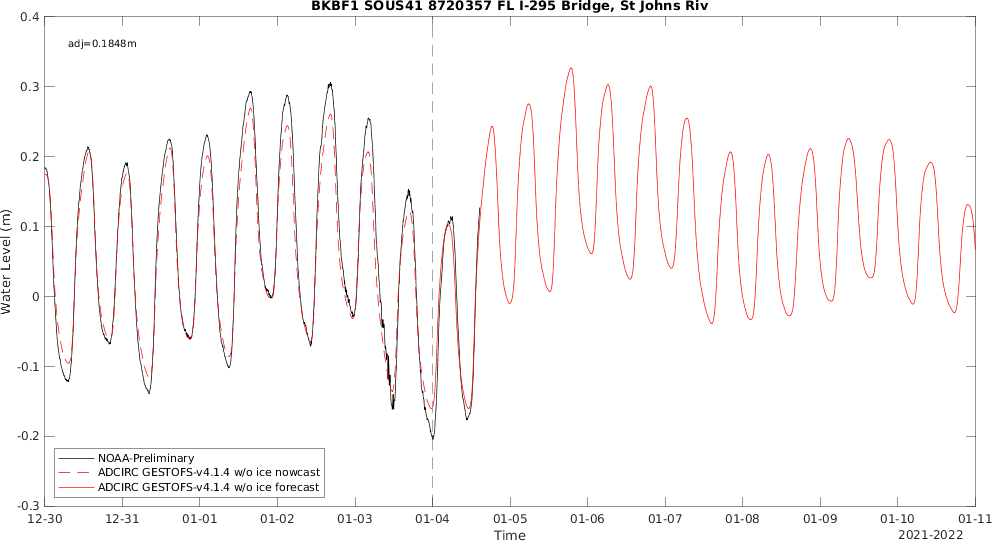 BKBF1 SOUS41 8720357 FL I-295 Bridge, St Johns Riv
0.4
adj=0.1848m
0.3
0.2
0.1
0
-0.1
-0.2
-0.3
Water Level (m)
NOAA-Preliminary
ADCIRC GESTOFS-v4.1.4 w/o ice nowcast
ADCIRC GESTOFS-v4.1.4 w/o ice forecast
12-30 12-31 01-01 01-02 01-03 01-04 01-05 01-06 01-07 01-08 01-09 01-10 01-11
Time
2021-2022